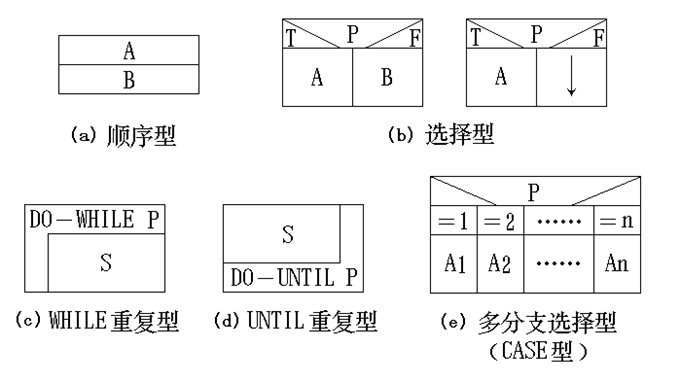 A
B
(a) 顺序型
T P F
A B
T P F
A ↓
(b) 选择型
DO－WHILE P
S
(c) WHILE重复型
S
DO－UNTIL P
(d) UNTIL重复型
P
=1 =2 …… =n
A1 A2 …… An
(e) 多分支选择型
（CASE型）